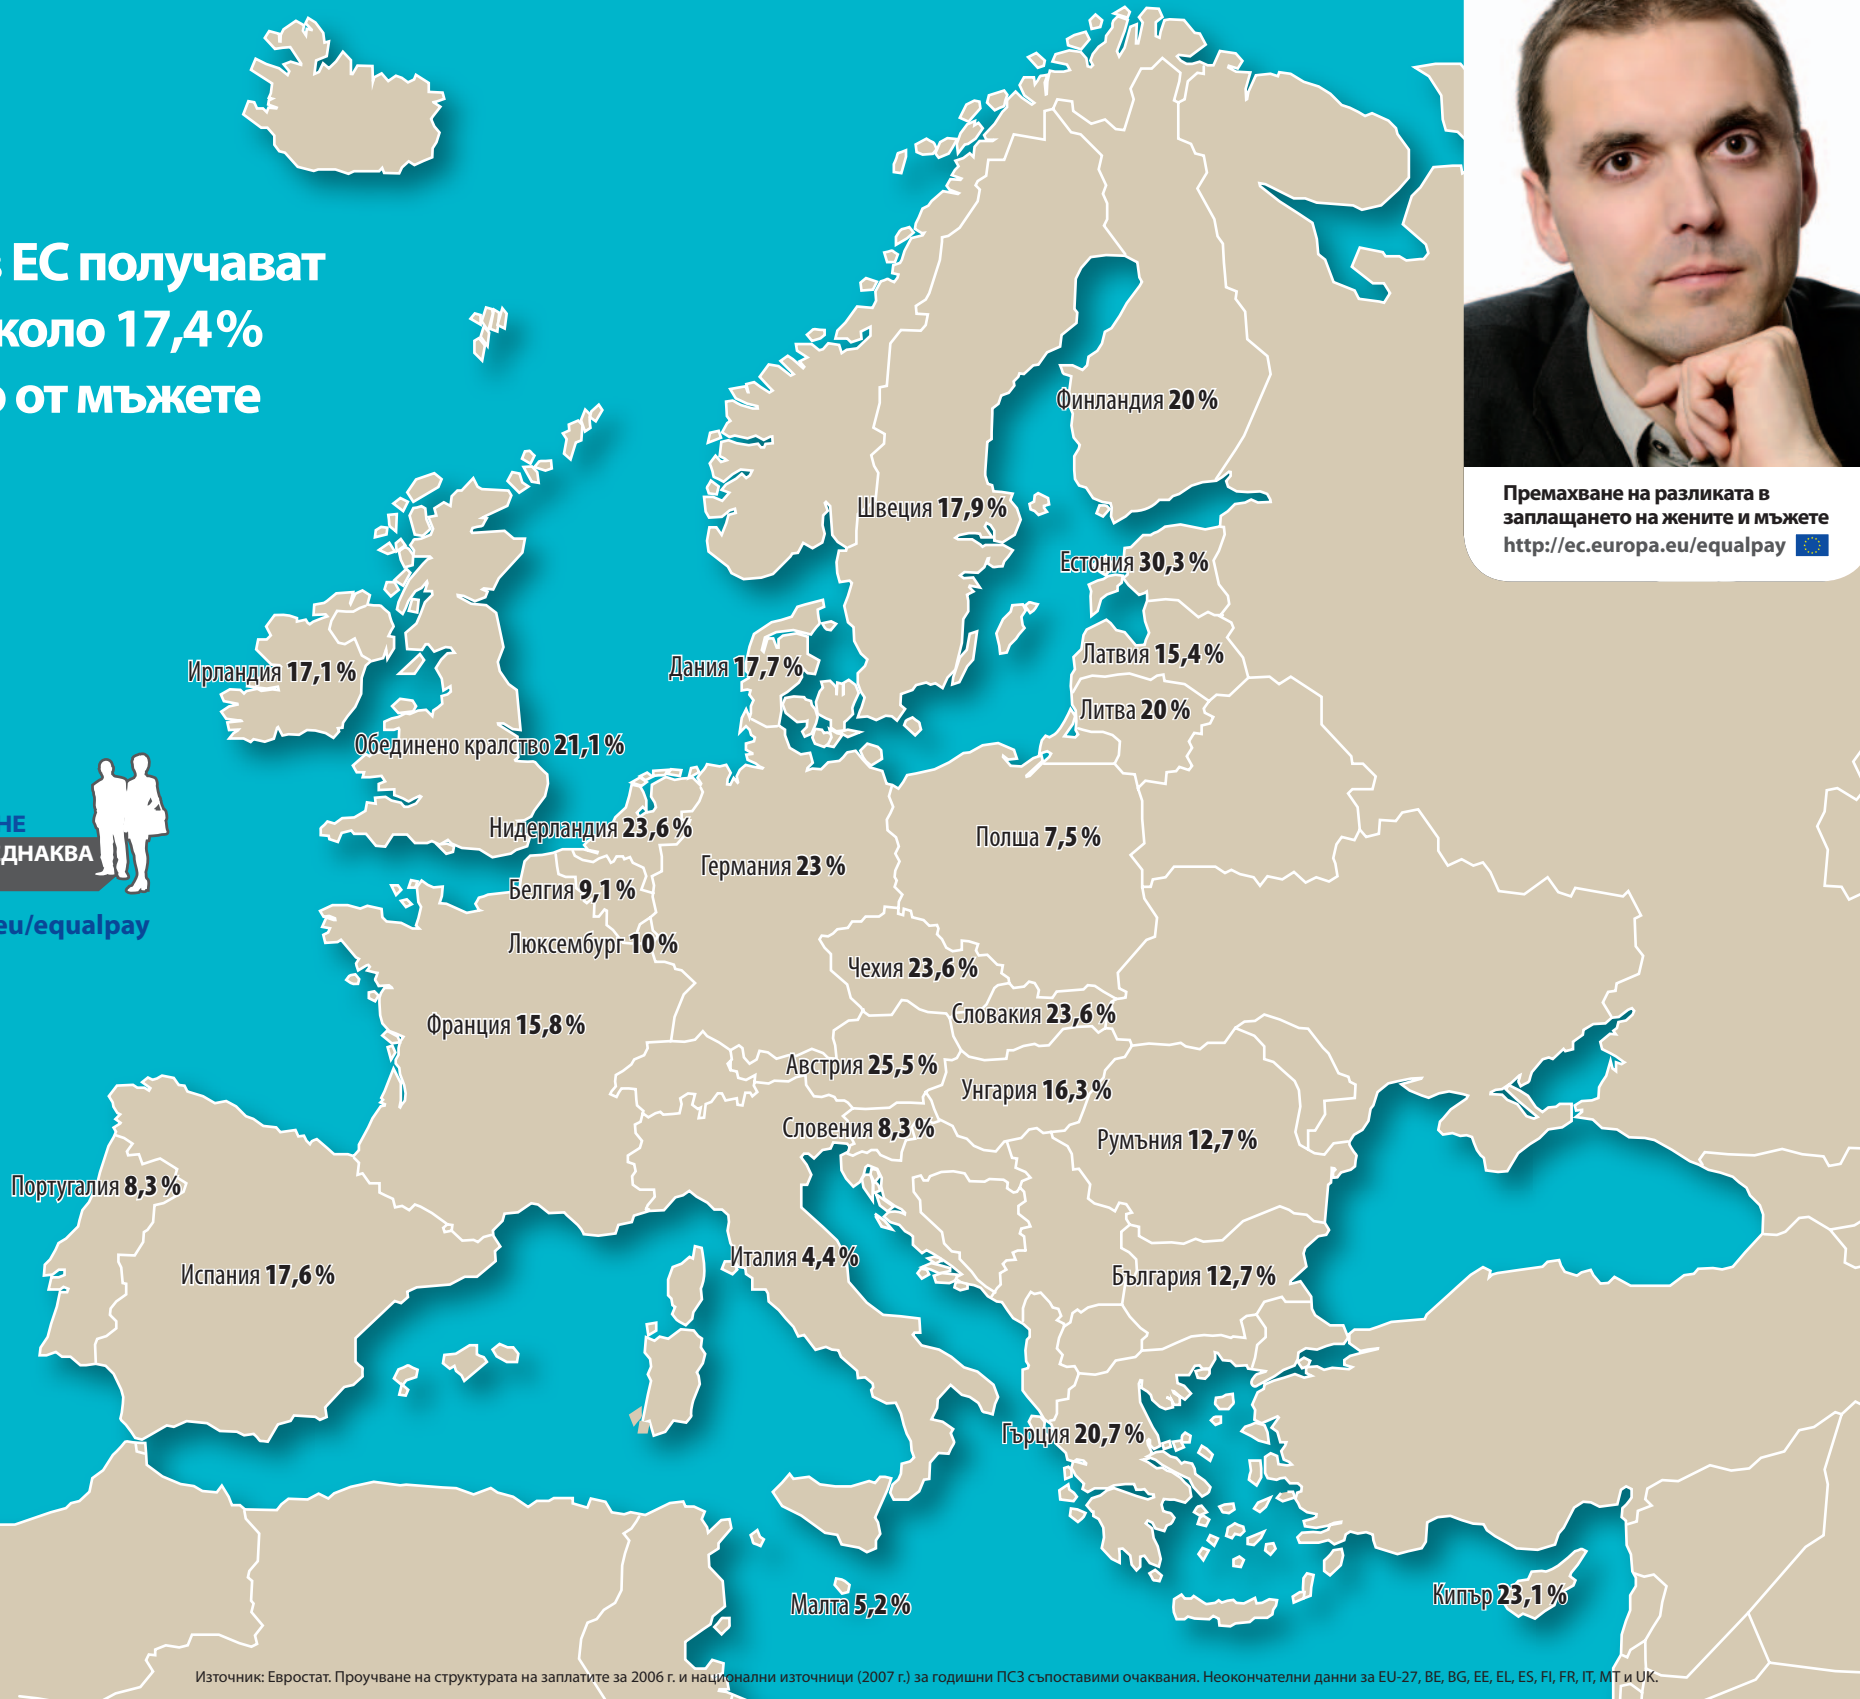 ЕС получават
около 17,4 %
от мъжете
Финландия 20 %
Швеция 17,9 %
Премахване на разликата в
заплащането на жените и мъжете
http://ec.europa.eu/equalpay
Естония 30,3 %
Ирландия 17,1 %
Дания 17,7 %
Латвия 15,4 %
Литва 20 %
Обединено кралство 21,1 %
Нидерландия 23,6 %
Полша 7,5 %
НЕ
ДНАКВА
Германия 23 %
Белгия 9,1 %
eu/equalpay
Люксембург 10 %
Чехия 23,6 %
Словакия 23,6 %
Франция 15,8 %
Австрия 25,5 %
Унгария 16,3 %
Словения 8,3 %
Румъния 12,7 %
Португалия 8,3 %
Италия 4,4 %
Испания 17,6 %
България 12,7 %
Гърция 20,7 %
Малта 5,2 %
Кипър 23,1 %
Източник: Евростат. Проучване на структурата на заплатите за 2006 г. и национални източници (2007 г.) за годишни ПСЗ съпоставими очаквания. Неокончателни данни за EU-27, BE, BG, EE, EL, ES, FI, FR, IT, MT и UK.